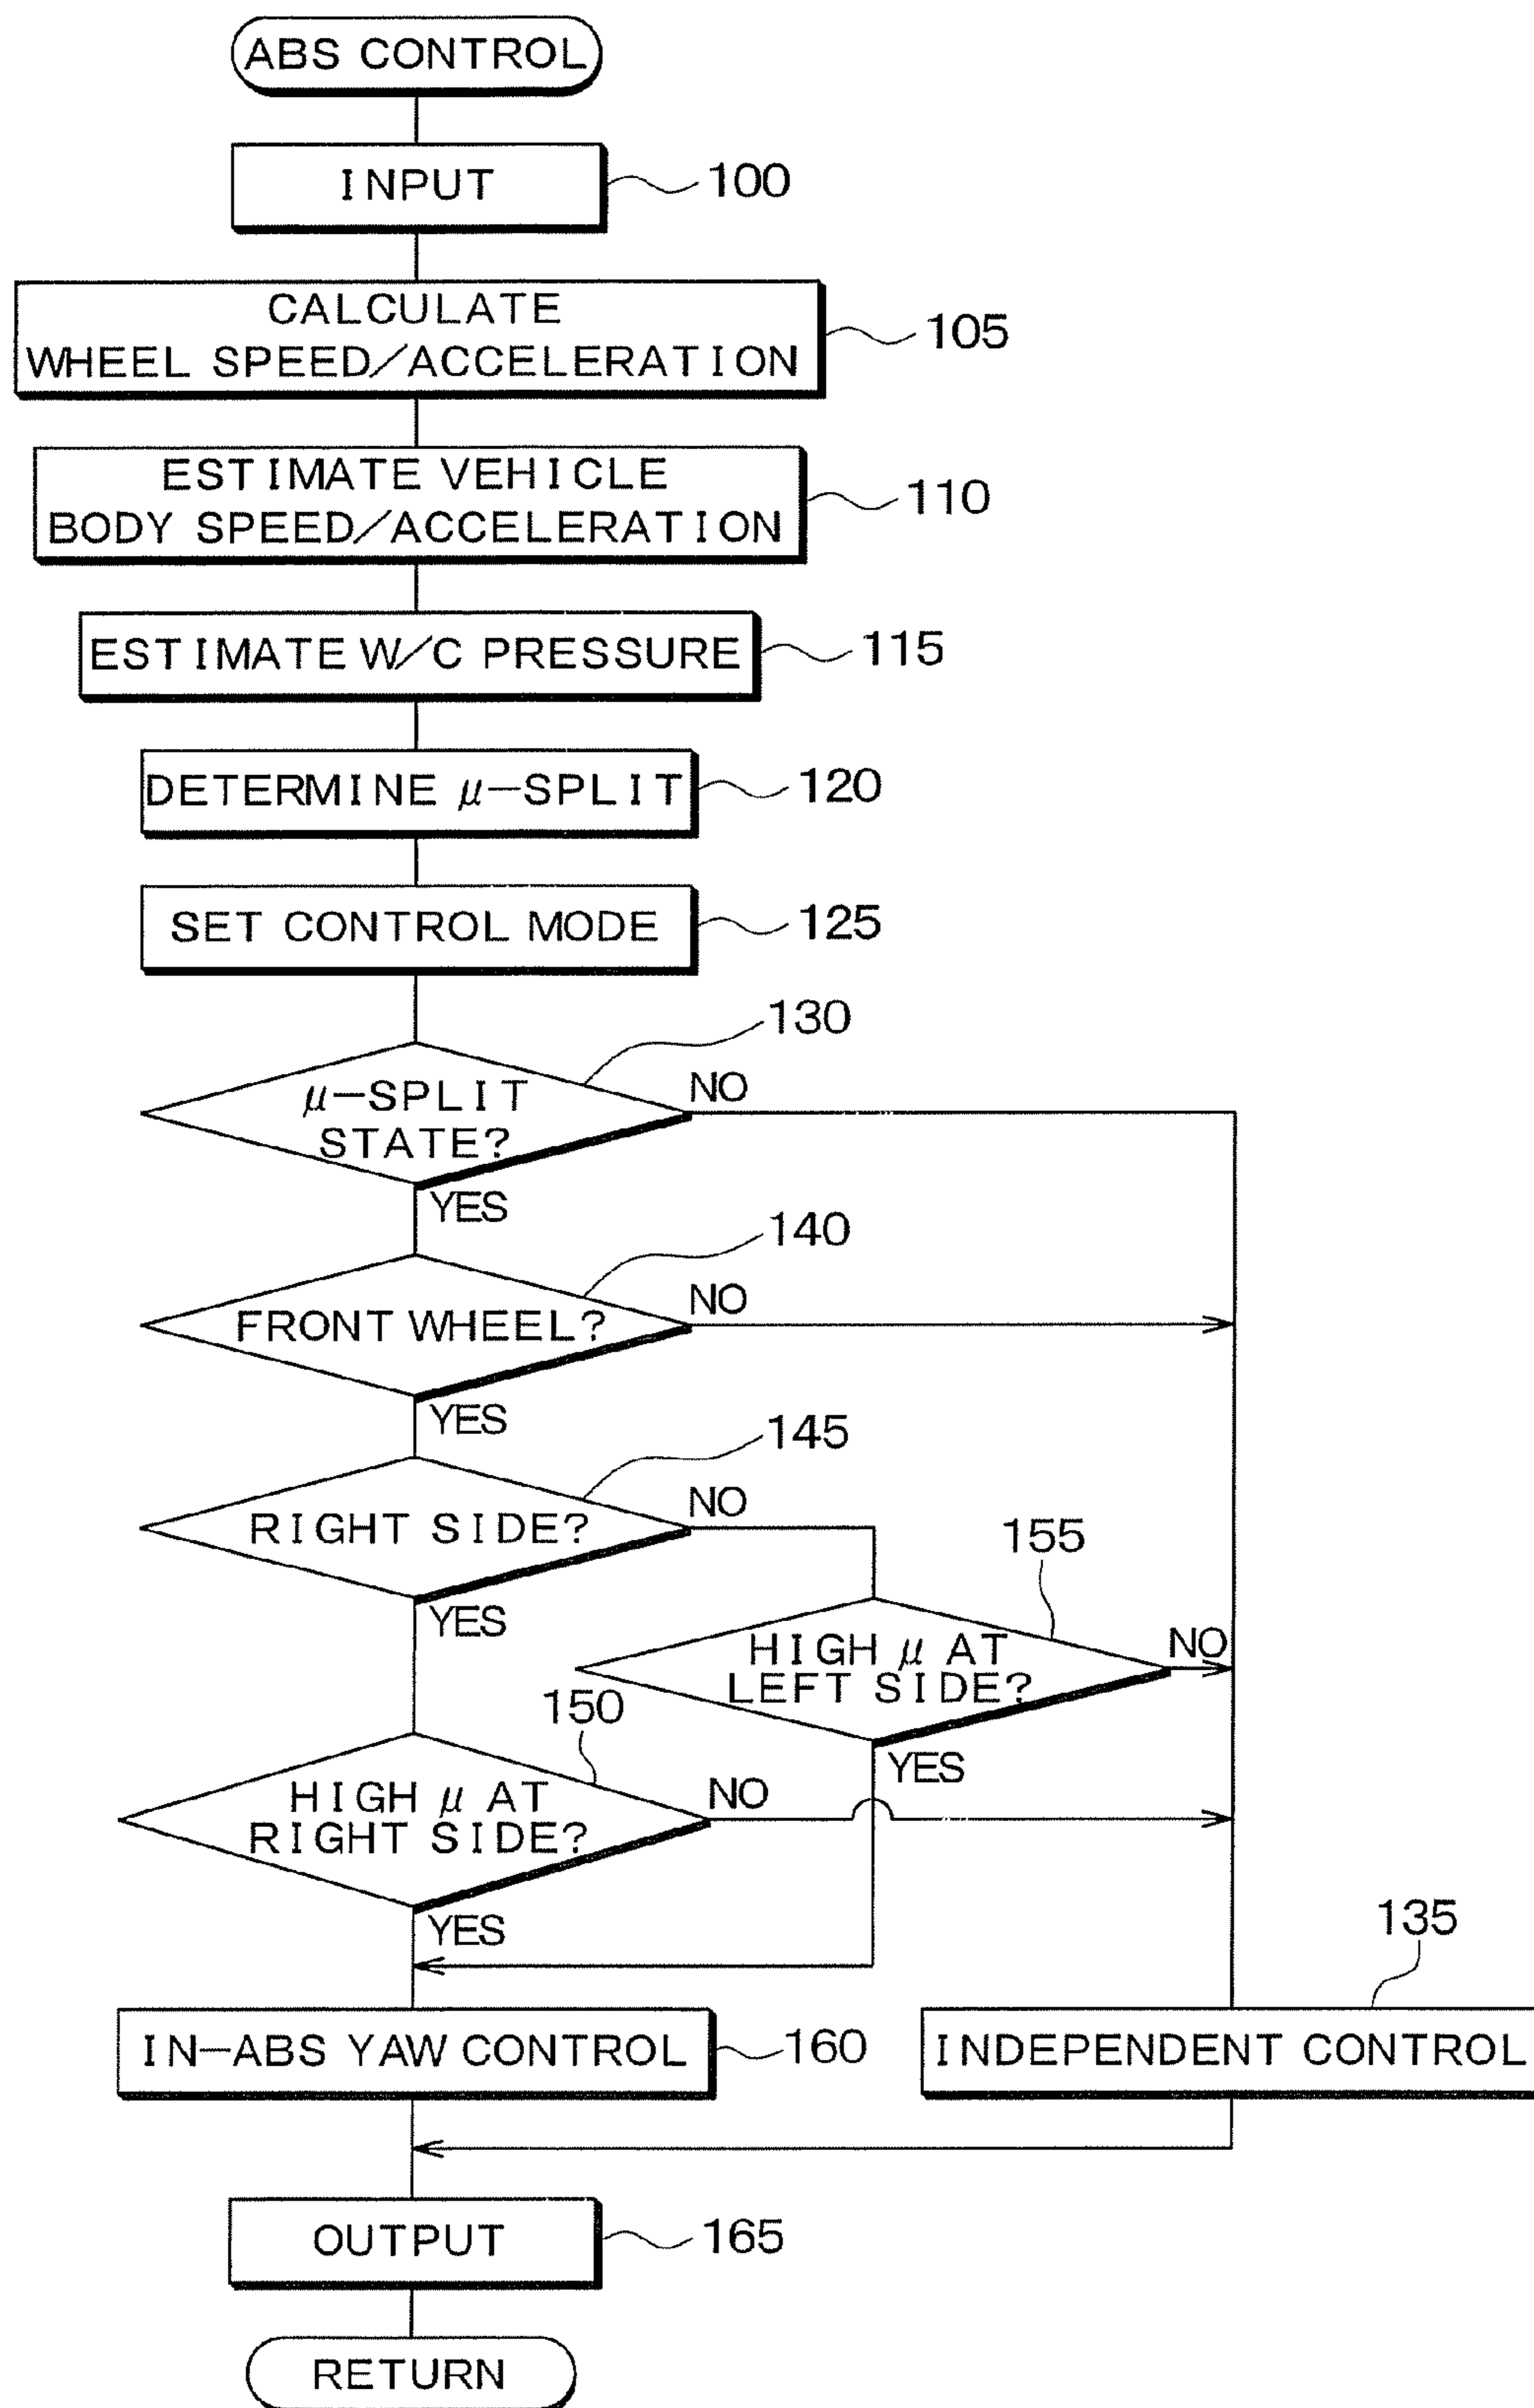 ABS CONTROL
INPUT
100
CALCULATE
WHEEL SPEED/ACCELERATION
105
ESTIMATE VEHICLE
BODY SPEED/ACCELERATION
110
ESTIMATE W/C PRESSURE
115
DETERMINE μ-SPLIT
120
SET CONTROL MODE
125
130
μ-SPLIT
STATE?
NO
YES
140
FRONT WHEEL?
NO
YES
145
RIGHT SIDE?
NO
YES
155
HIGH μ AT
LEFT SIDE?
NO
YES
150
HIGH μ AT
RIGHT SIDE?
NO
YES
135
IN-ABS YAW CONTROL
160
INDEPENDENT CONTROL
OUTPUT
165
RETURN